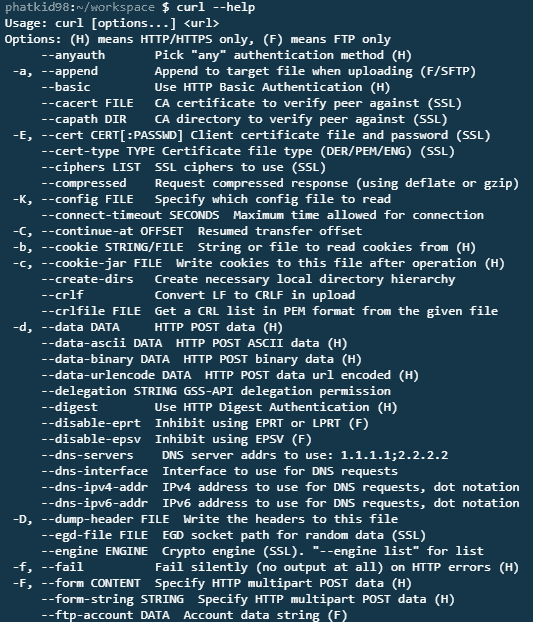 phatkid98:~/workspace $ curl --help
Usage: curl [options...] <url>
Options: (H) means HTTP/HTTPS only, (F) means FTP only
     --anyauth       Pick "any" authentication method (H)
 -a, --append        Append to target file when uploading (F/SFTP)
     --basic         Use HTTP Basic Authentication (H)
     --cacert FILE   CA certificate to verify peer against (SSL)
     --capath DIR    CA directory to verify peer against (SSL)
 -E, --cert CERT[:PASSWD] Client certificate file and password (SSL)
     --cert-type TYPE Certificate file type (DER/PEM/ENG) (SSL)
     --ciphers LIST  SSL ciphers to use (SSL)
     --compressed    Request compressed response (using deflate or gzip)
 -K, --config FILE   Specify which config file to read
     --connect-timeout SECONDS  Maximum time allowed for connection
 -C, --continue-at OFFSET  Resumed transfer offset
 -b, --cookie STRING/FILE  String or file to read cookies from (H)
 -c, --cookie-jar FILE  Write cookies to this file after operation (H)
     --create-dirs   Create necessary local directory hierarchy
     --crlf          Convert LF to CRLF in upload
     --crlfile FILE  Get a CRL list in PEM format from the given file
 -d, --data DATA     HTTP POST data (H)
     --data-ascii DATA  HTTP POST ASCII data (H)
     --data-binary DATA  HTTP POST binary data (H)
     --data-urlencode DATA  HTTP POST data url encoded (H)
     --delegation STRING GSS-API delegation permission
     --digest        Use HTTP Digest Authentication (H)
     --disable-eprt  Inhibit using EPRT or LPRT (F)
     --disable-epsv  Inhibit using EPSV (F)
     --dns-servers    DNS server addrs to use: 1.1.1.1;2.2.2.2
     --dns-interface  Interface to use for DNS requests
     --dns-ipv4-addr  IPv4 address to use for DNS requests, dot notation
     --dns-ipv6-addr  IPv6 address to use for DNS requests, dot notation
 -D, --dump-header FILE  Write the headers to this file
     --egd-file FILE  EGD socket path for random data (SSL)
     --engine ENGINE  Crypto engine (SSL). "--engine list" for list
 -f, --fail          Fail silently (no output at all) on HTTP errors (H)
 -F, --form CONTENT  Specify HTTP multipart POST data (H)
     --form-string STRING  Specify HTTP multipart POST data (H)
     --ftp-account DATA  Account data string (F)